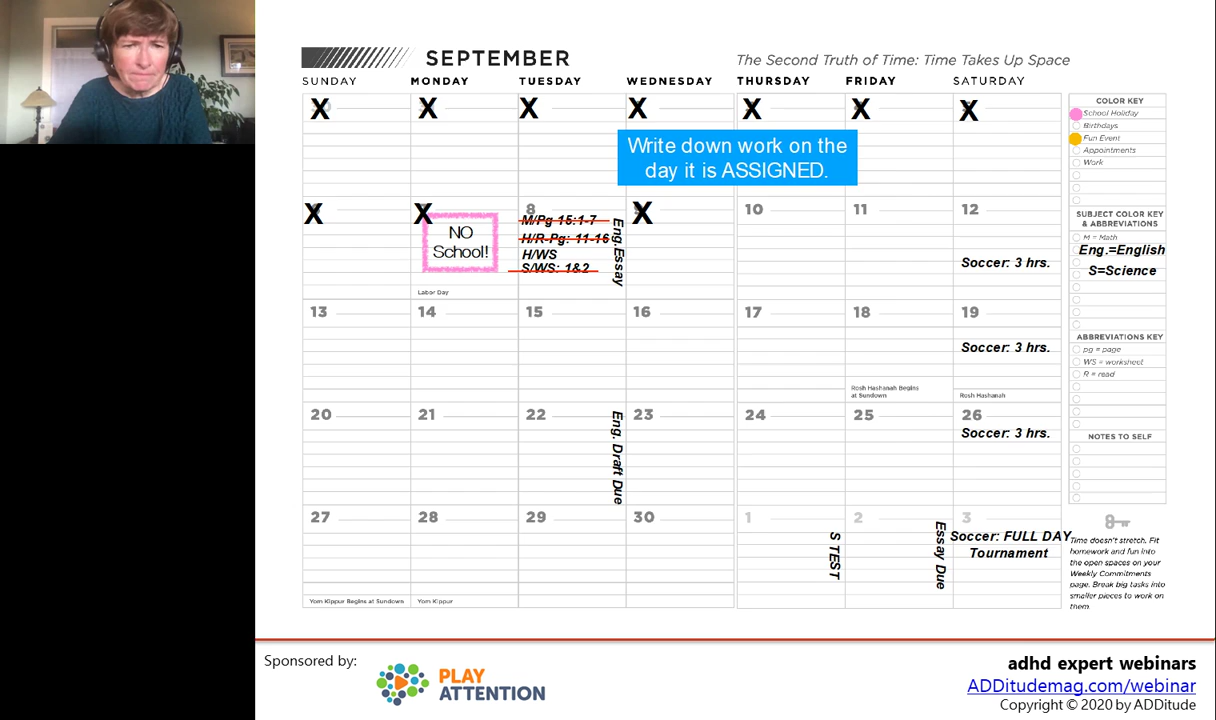 SEPTEMBER
The Second Truth of Time: Time Takes Up Space
SUNDAY MONDAY TUESDAY WEDNESDAY THURSDAY FRIDAY SATURDAY
X X X X X X X
Write down work on the
day it is ASSIGNED.
X X 8 X 10 11 12
NO
School!
Labor Day
M/Pg 15:1-7
H/R-Pg: 11-16
H/WS
S/WS: 1&2
Eng.Essay
Soccer: 3 hrs.
13 14 15 16 17 18 19
Soccer: 3 hrs.
Rosh Hashanah Begins
at Sundown
Rosh Hashanah
20 21 22 23 24 25 26
Eng. Draft Due
Soccer: 3 hrs.
27 28 29 30 1 2 3
Yom Kippur Begins at Sundown
Yom Kippur
S TEST
Essay Due
Soccer: FULL DAY
Tournament
COLOR KEY
School Holiday
Birthdays
Fun Event
Appointments
Work
SUBJECT COLOR KEY
& ABBREVIATIONS
M = Math
Eng.=English
S=Science
ABBREVIATIONS KEY
pg = page
WS = worksheet
R = read
NOTES TO SELF
Time doesn't stretch. Fit
homework and fun into
the open spaces on your
Weekly Commitments
page. Break big tasks into
smaller pieces to work on
them.
Sponsored by:
PLAY
ATTENTION
adhd expert webinars
ADDitudemag.com/webinar
Copyright © 2020 by ADDitude